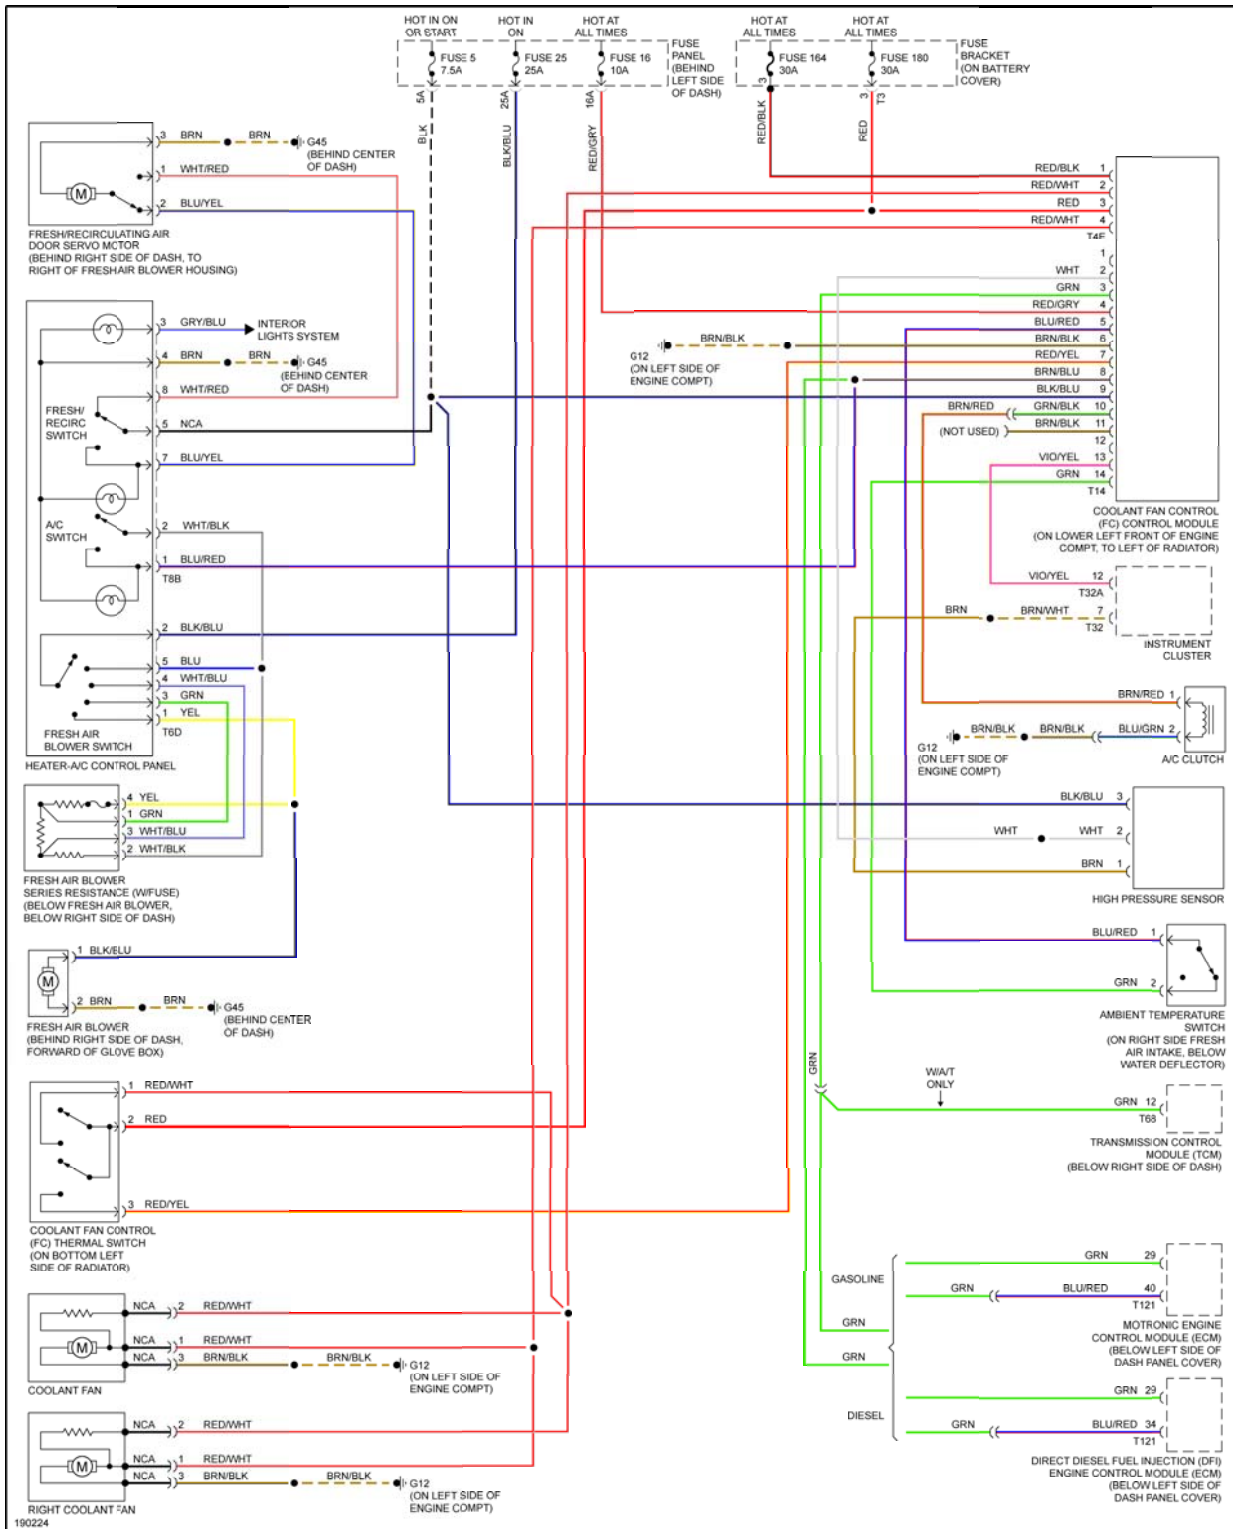 HOT IN ON
OR START
HOT IN
ON
HOT AT
ALL TIMES
HOT AT
ALL TIMES
HOT AT
ALL TIMES
FUSE 5
7.5A
FUSE 25
25A
FUSE 16
10A
FUSE
PANEL
(BEHIND
LEFT SIDE
OF DASH)
FUSE 164
30A
FUSE 180
30A
FUSE
BRACKET
(ON BATTERY
COVER)
5A
25A
16A
3
3
T3
BLK
BLK/BLU
RED/GRY
RED/BLK
RED
3 BRN
BRN
G45
(BEHIND CENTER
OF DASH)
1 WHT/RED
M
2 BLU/YEL
FRESH/RECIRCULATING AIR
DOOR SERVO MOTOR
(BEHIND RIGHT SIDE OF DASH, TO
RIGHT OF FRESHAIR BLOWER HOUSING)
3 GRY/BLU
INTERIOR
LIGHTS SYSTEM
4 BRN
BRN
G45
(BEHIND CENTER
OF DASH)
8 WHT/RED
FRESH/
RECIRC
SWITCH
5 NCA
7 BLU/YEL
A/C
SWITCH
2 WHT/BLK
1 BLU/RED
T8B
2 BLK/BLU
5 BLU
4 WHT/BLU
3 GRN
1 YEL
T6D
FRESH AIR
BLOWER SWITCH
HEATER-A/C CONTROL PANEL
4 YEL
1 GRN
3 WHT/BLU
2 WHT/BLK
FRESH AIR BLOWER
SERIES RESISTANCE (W/FUSE)
(BELOW FRESH AIR BLOWER,
BELOW RIGHT SIDE OF DASH)
1 BLK/BLU
M
2 BRN
BRN
G45
(BEHIND CENTER
OF DASH)
FRESH AIR BLOWER
(BEHIND RIGHT SIDE OF DASH,
FORWARD OF GLOVE BOX)
1 RED/WHT
2 RED
3 RED/YEL
COOLANT FAN CONTROL
(FC) THERMAL SWITCH
(ON BOTTOM LEFT
SIDE OF RADIATOR)
NCA 2 RED/WHT
M
NCA 1 RED/WHT
NCA 3 BRN/BLK
BRN/BLK
G12
(ON LEFT SIDE OF
ENGINE COMPT)
COOLANT FAN
NCA 2 RED/WHT
M
NCA 1 RED/WHT
NCA 3 BRN/BLK
BRN/BLK
G12
(ON LEFT SIDE OF
ENGINE COMPT)
RIGHT COOLANT FAN
190224
RED/BLK 1
RED/WHT 2
RED 3
RED/WHT 4
T4F
1
WHT 2
GRN 3
RED/GRY 4
BLU/RED 5
BRN/BLK 6
RED/YEL 7
BRN/BLU 8
BLK/BLU 9
BRN/RED
GRN/BLK 10
(NOT USED)
BRN/BLK 11
12
VIO/YEL 13
GRN 14
T14
BRN/BLK
G12
(ON LEFT SIDE OF
ENGINE COMPT)
COOLANT FAN CONTROL
(FC) CONTROL MODULE
(ON LOWER LEFT FRONT OF ENGINE
COMPT, TO LEFT OF RADIATOR)
VIO/YEL 12
T32A
BRN
BRN/WHT 7
T32
INSTRUMENT
CLUSTER
BRN/RED 1
BRN/BLK
BRN/BLK
BLU/GRN 2
G12
(ON LEFT SIDE OF
ENGINE COMPT)
A/C CLUTCH
BLK/BLU 3
WHT
WHT 2
BRN 1
HIGH PRESSURE SENSOR
BLU/RED 1
GRN 2
AMBIENT TEMPERATURE
SWITCH
(ON RIGHT SIDE FRESH
AIR INTAKE, BELOW
WATER DEFLECTOR)
GRN
W/A/T
ONLY
GRN 12
T68
TRANSMISSION CONTROL
MODULE (TCM)
(BELOW RIGHT SIDE OF DASH)
GASOLINE
GRN 29
GRN
BLU/RED 40
T121
MOTRONIC ENGINE
CONTROL MODULE (ECM)
(BELOW LEFT SIDE OF
DASH PANEL COVER)
GRN
GRN
DIESEL
GRN 29
GRN
BLU/RED 34
T121
DIRECT DIESEL FUEL INJECTION (DFI)
ENGINE CONTROL MODULE (ECM)
(BELOW LEFT SIDE OF
DASH PANEL COVER)